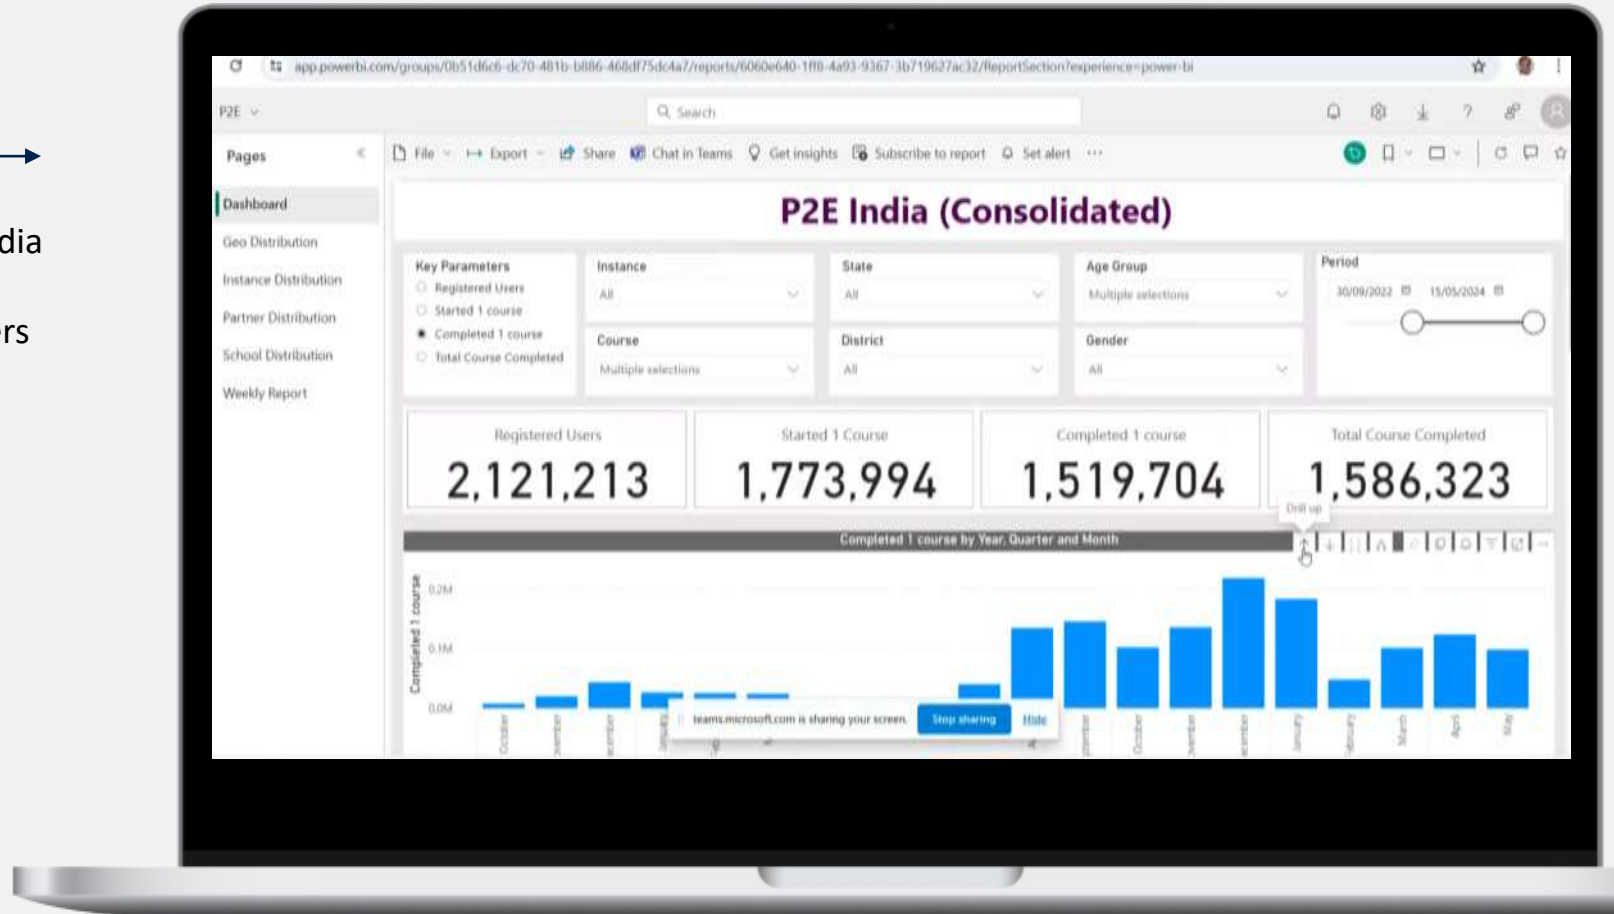 dia
rs
app.powerbi.com/groups/0b51d6c6-dc70-481b-b886-468df75dc4a7/reports/6060e640-1ff8-4a93-9367-3b719627ac32/ReportSection?experience=power-bi
P2E
Search
Pages
File
Export
Share
Chat in Teams
Get insights
Subscribe to report
Set alert
Dashboard
Geo Distribution
Instance Distribution
Partner Distribution
School Distribution
Weekly Report
P2E India (Consolidated)
Key Parameters
Registered Users
Started 1 course
Completed 1 course
Total Course Completed
Instance
All
State
All
Age Group
Multiple selections
Period
30/09/2022
15/05/2024
Course
Multiple selections
District
All
Gender
All
Registered Users
2,121,213
Started 1 Course
1,773,994
Completed 1 course
1,519,704
Total Course Completed
1,586,323
Drill up
Completed 1 course by Year, Quarter and Month
Completed 1 course
0.2M
0.1M
0.0M
October
ovember
ecember
January
ptember
October
ovember
ecember
January
February
March
April
May
teams.microsoft.com is sharing your screen.
Stop sharing
Hide